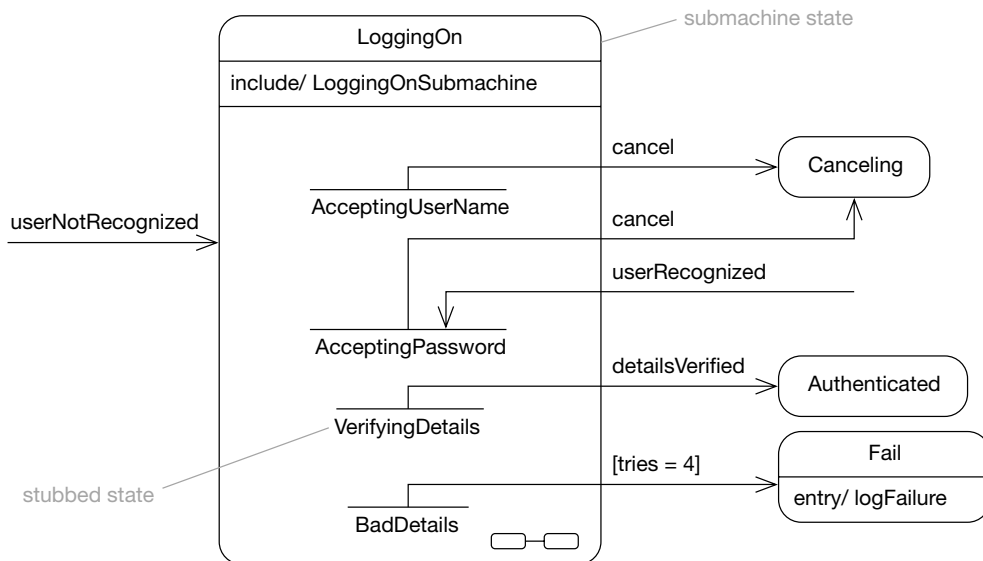 submachine state
LoggingOn
include/ LoggingOnSubmachine
cancel
Canceling
AcceptingUserName
userNotRecognized
cancel
userRecognized
AcceptingPassword
detailsVerified
Authenticated
VerifyingDetails
Fail
[tries = 4]
stubbed state
entry/ logFailure
BadDetails